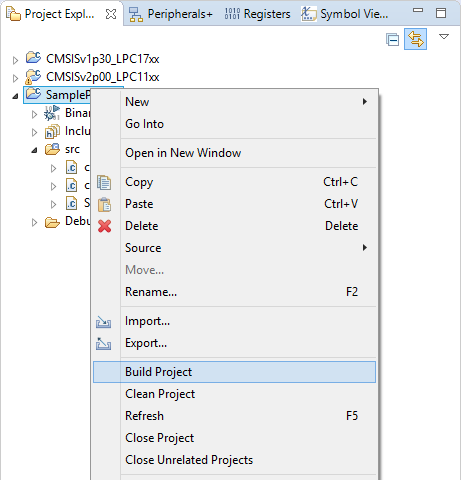 Project Expl... Peripherals+ Registers Symbol Vie...
CMSISv1p30_LPC17xx
CMSISv2p00_LPC11xx
SampleP
Binar
Inclu
src
c
c
S
Debu
New
Go Into
Open in New Window
Copy Ctrl+C
Paste Ctrl+V
Delete Delete
Source
Move...
Rename... F2
Import...
Export...
Build Project
Clean Project
Refresh F5
Close Project
Close Unrelated Projects